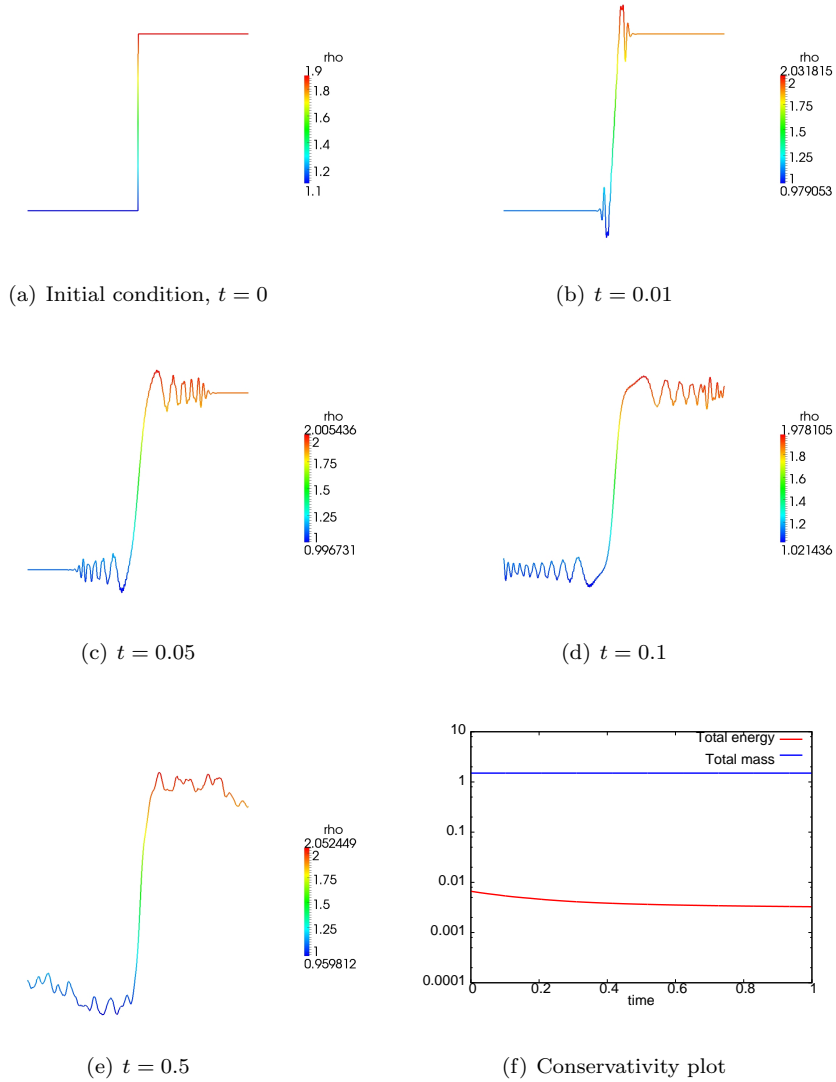 rho
1.9
1.8
1.6
1.4
1.2
1.1
(a) Initial condition, t = 0
rho
2.031815
2
1.75
1.5
1.25
1
0.979053
(b) t = 0.01
rho
2.005436
2
1.75
1.5
1.25
1
0.996731
(c) t = 0.05
rho
1.978105
1.8
1.6
1.4
1.2
1.021436
(d) t = 0.1
rho
2.052449
2
1.75
1.5
1.25
1
0.959812
(e) t = 0.5
Total energy
Total mass
10
1
0.1
0.01
0.001
0.0001
0 0.2 0.4 0.6 0.8 1
time
(f) Conservativity plot